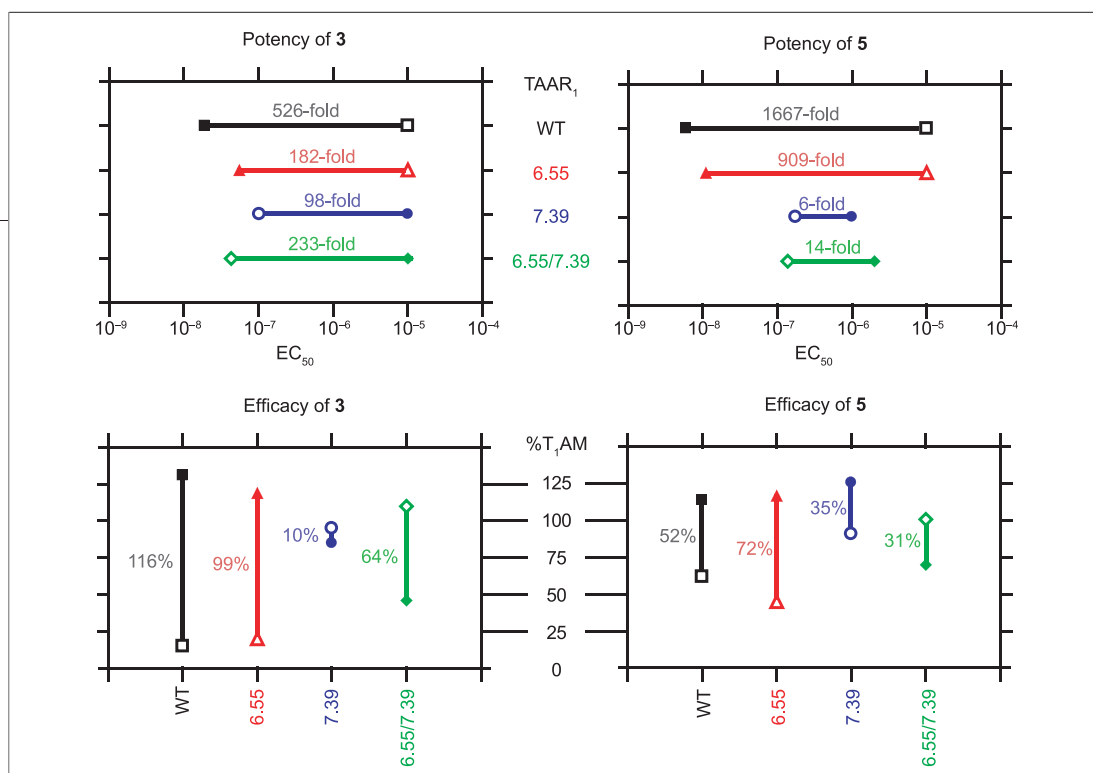 Potency of 3
Potency of 5
TAAR₁
526-fold
WT
1667-fold
182-fold
6.55
909-fold
98-fold
7.39
6-fold
233-fold
6.55/7.39
14-fold
10⁻⁹ 10⁻⁸ 10⁻⁷ 10⁻⁶ 10⁻⁵ 10⁻⁴
10⁻⁹ 10⁻⁸ 10⁻⁷ 10⁻⁶ 10⁻⁵ 10⁻⁴
EC₅₀
EC₅₀
Efficacy of 3
Efficacy of 5
%T₁AM
125
100
75
50
25
0
116%
99%
10%
64%
52%
72%
35%
31%
WT
6.55
7.39
6.55/7.39
WT
6.55
7.39
6.55/7.39